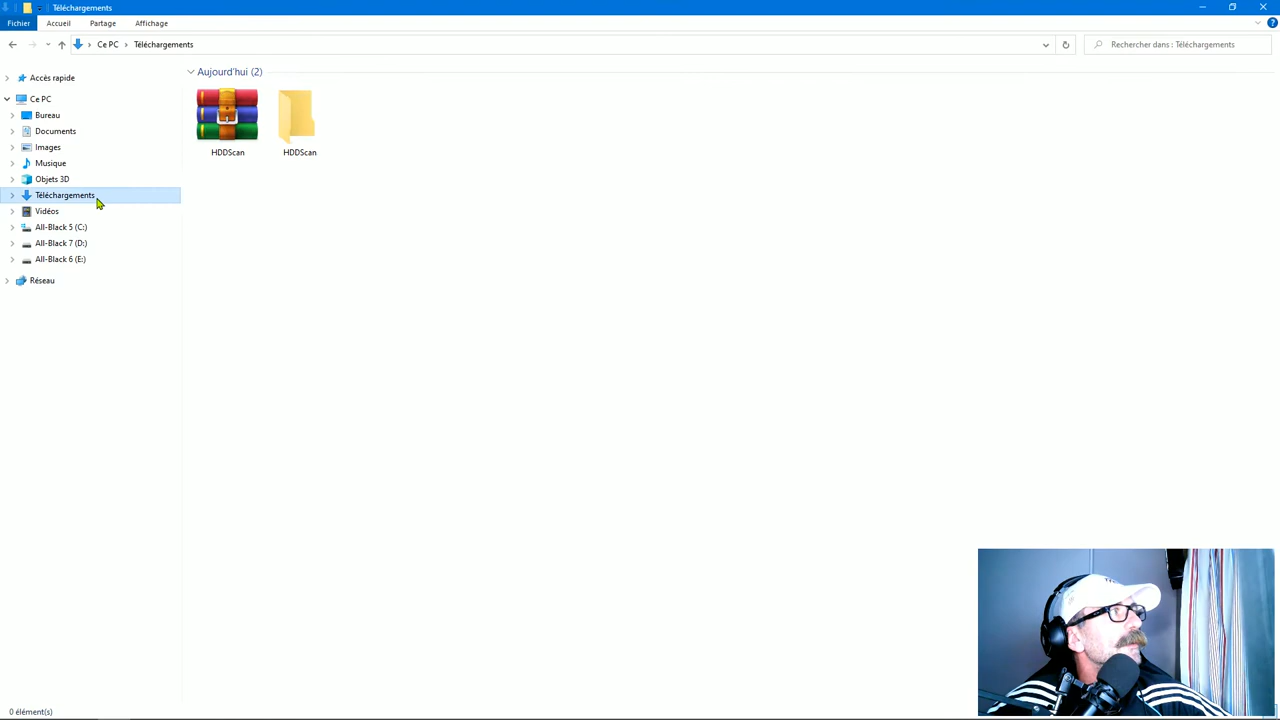 Téléchargements
Fichier
Accueil
Partage
Affichage
Ce PC
Téléchargements
Rechercher dans : Téléchargements
Accès rapide
Ce PC
Bureau
Documents
Images
Musique
Objets 3D
Téléchargements
Vidéos
All-Black 5 (C:)
All-Black 7 (D:)
All-Black 6 (E:)
Réseau
Aujourd'hui (2)
HDDScan
HDDScan
0 élément(s)